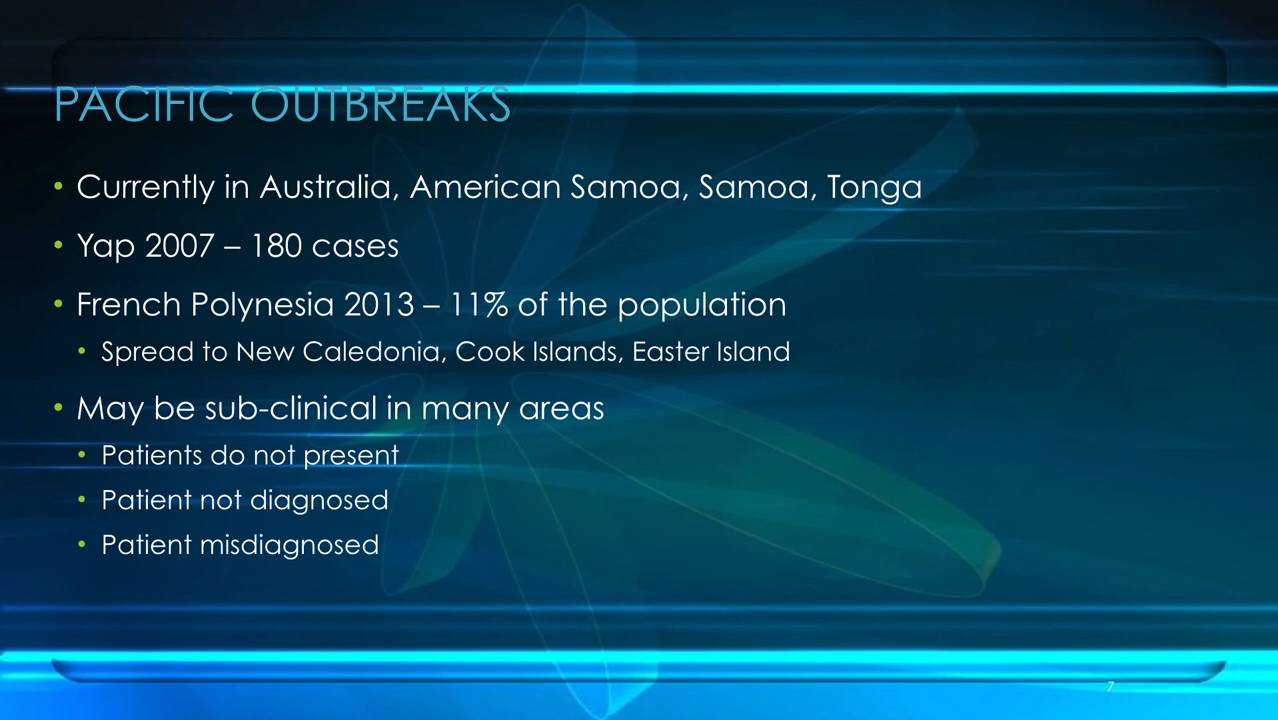 PACIFIC OUTBREAKS
• Currently in Australia, American Samoa, Samoa, Tonga
• Yap 2007 – 180 cases
• French Polynesia 2013 – 11% of the population
• Spread to New Caledonia, Cook Islands, Easter Island
• May be sub-clinical in many areas
• Patients do not present
• Patient not diagnosed
• Patient misdiagnosed
7